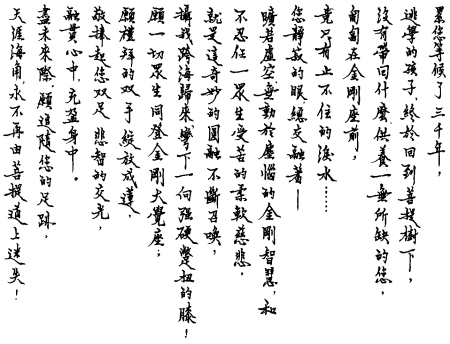 累您等候了三千年，
逃學的孩子終於回到菩提樹下，
沒有帶回什麼供養一無所缺的您，
匍匐在金剛座前，
竟只有止不住的淚水……
您靜寂的眼總交融著——
曠若虛空無動於塵惱的金剛智慧，和
不忍任一眾生受苦的柔軟慈悲，
就是這奇妙的圓融不斷召喚，
攝我跨海歸來彎下一向強硬蹩扭的膝！
願一切眾生同登金剛大覺座；
願禮拜的双手綻放成蓮，
敬捧起您双足悲智的交光，
融貫心中，充盈身中。
盡未來際願追隨您的足跡，
天涯海角，永不再由菩提道上迷失！